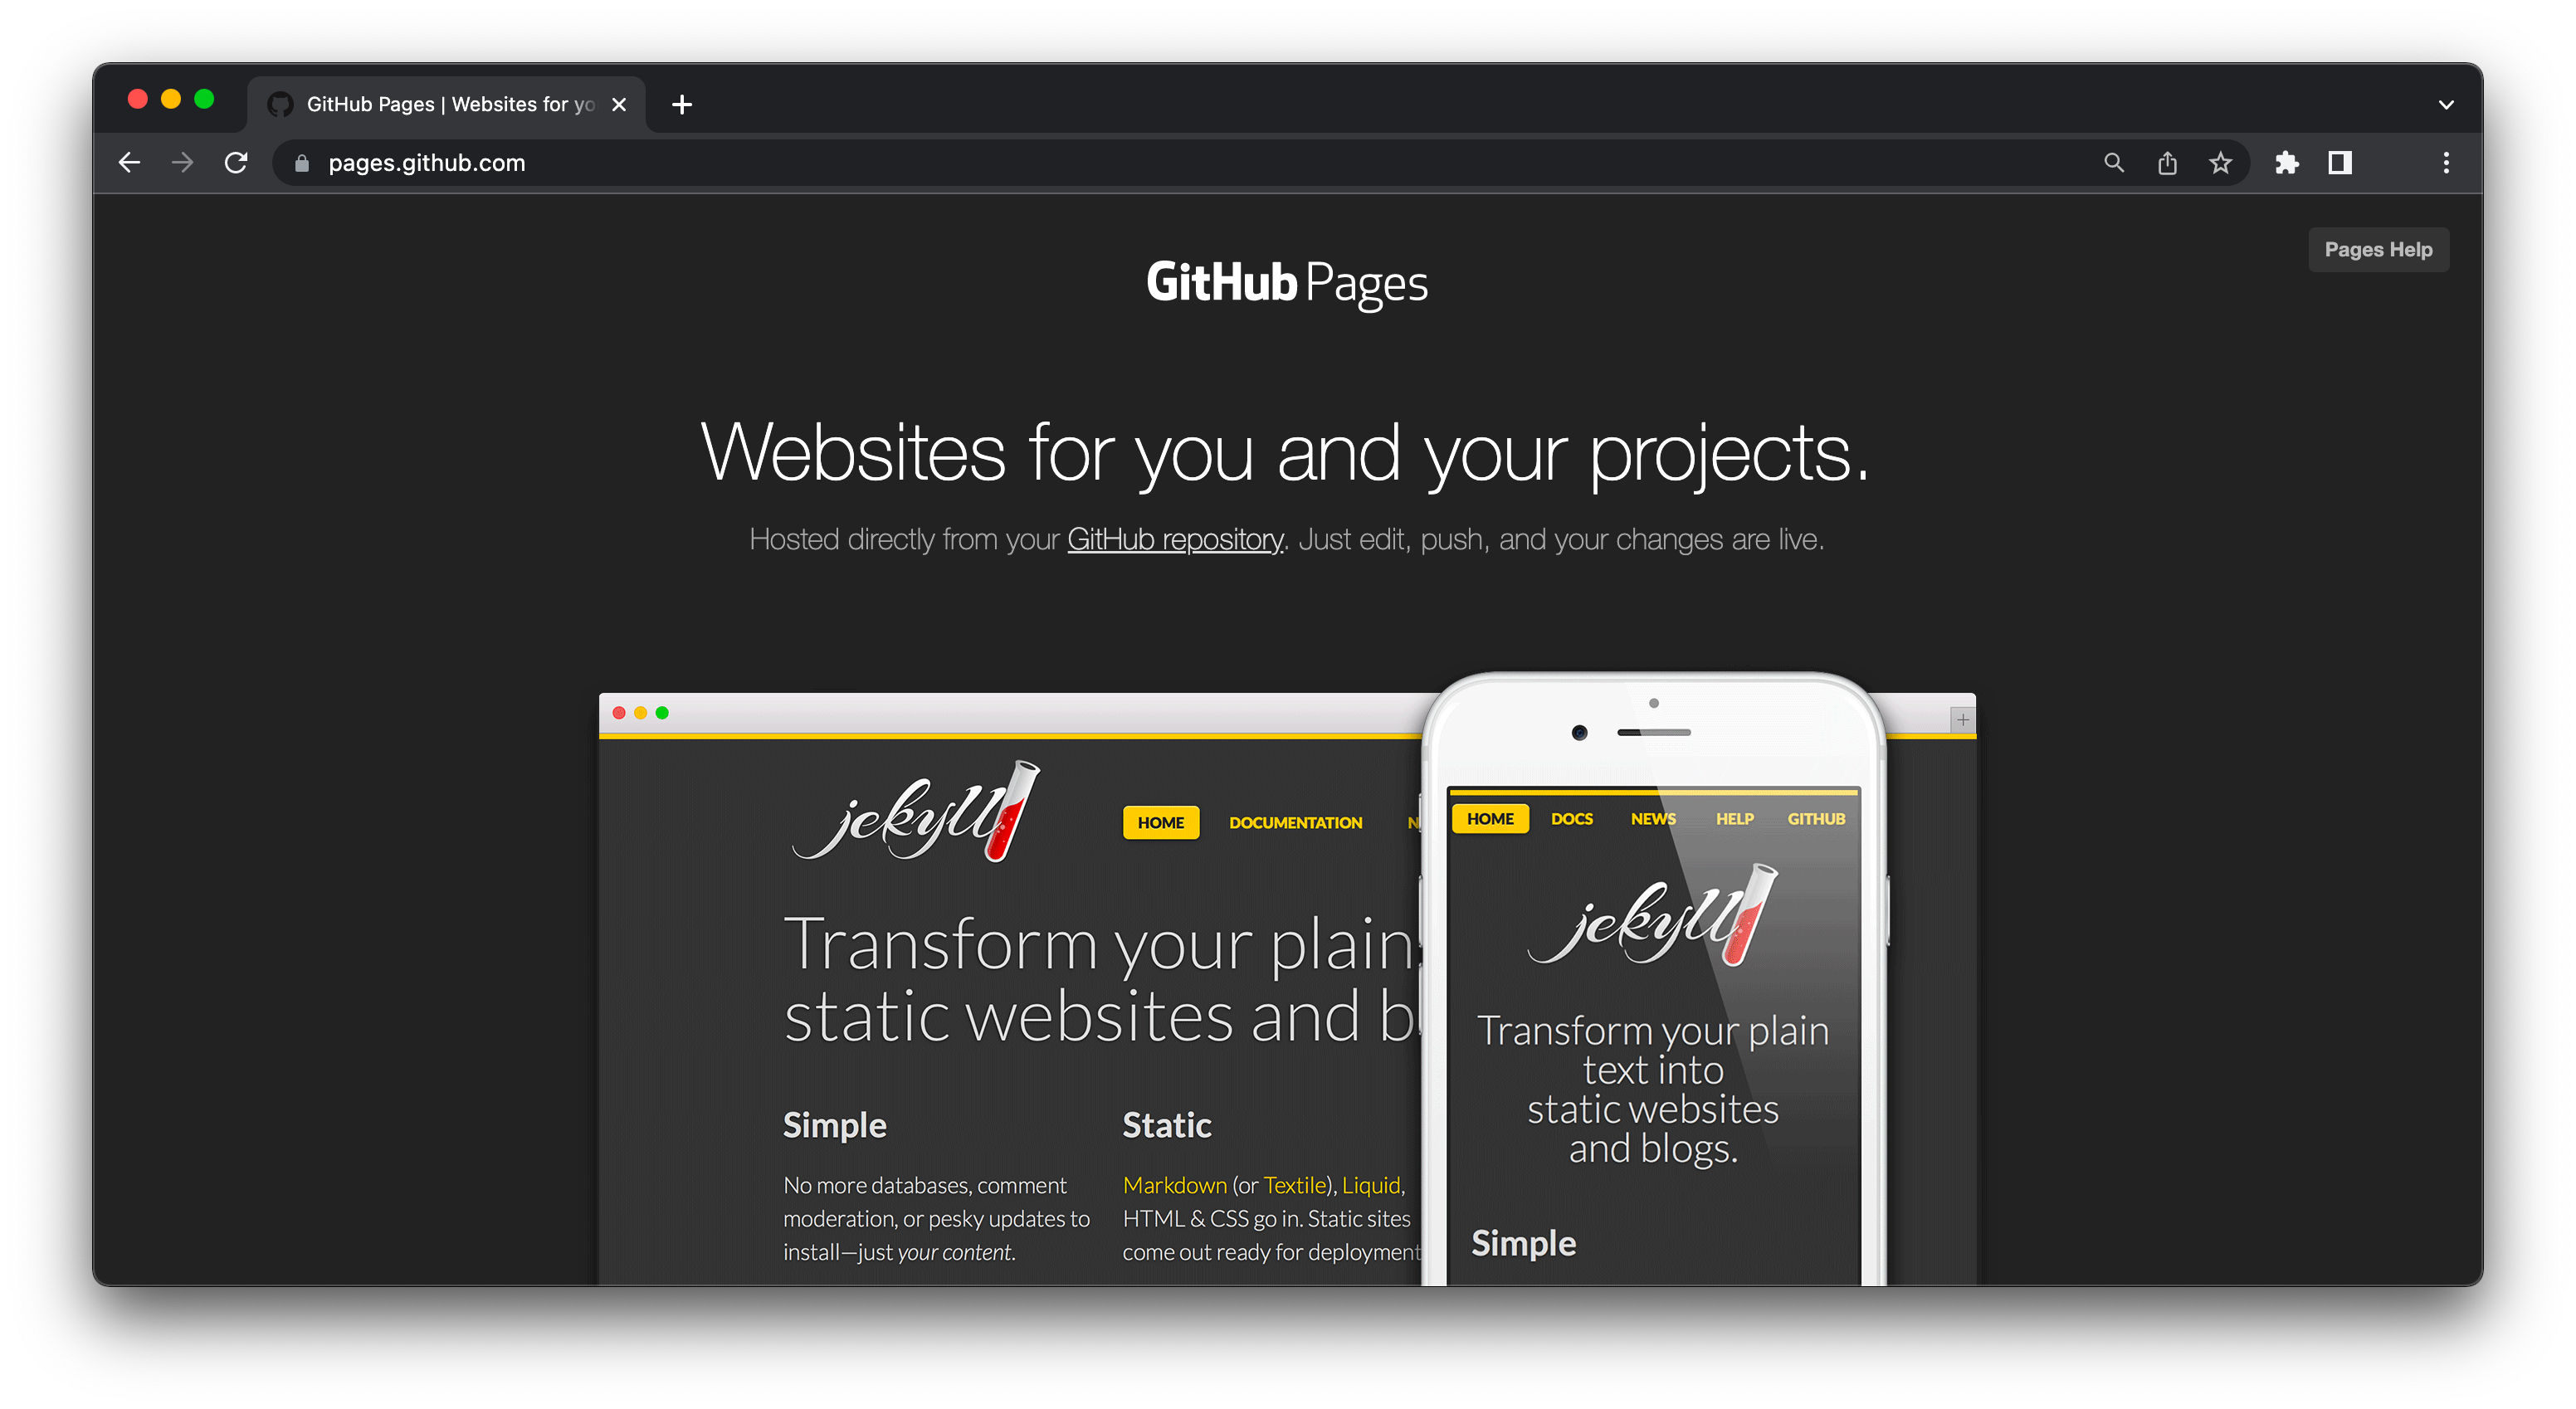 GitHub Pages | Websites for yo
pages.github.com
Pages Help
GitHub Pages
Websites for you and your projects.
Hosted directly from your GitHub repository. Just edit, push, and your changes are live.
jekyll
HOME DOCUMENTATION N
Transform your plain
static websites and b
Simple
No more databases, comment
moderation, or pesky updates to
install—just your content.
Static
Markdown (or Textile), Liquid,
HTML & CSS go in. Static sites
come out ready for deployment
HOME DOCS NEWS HELP GITHUB
jekyll
Transform your plain
text into
static websites
and blogs.
Simple